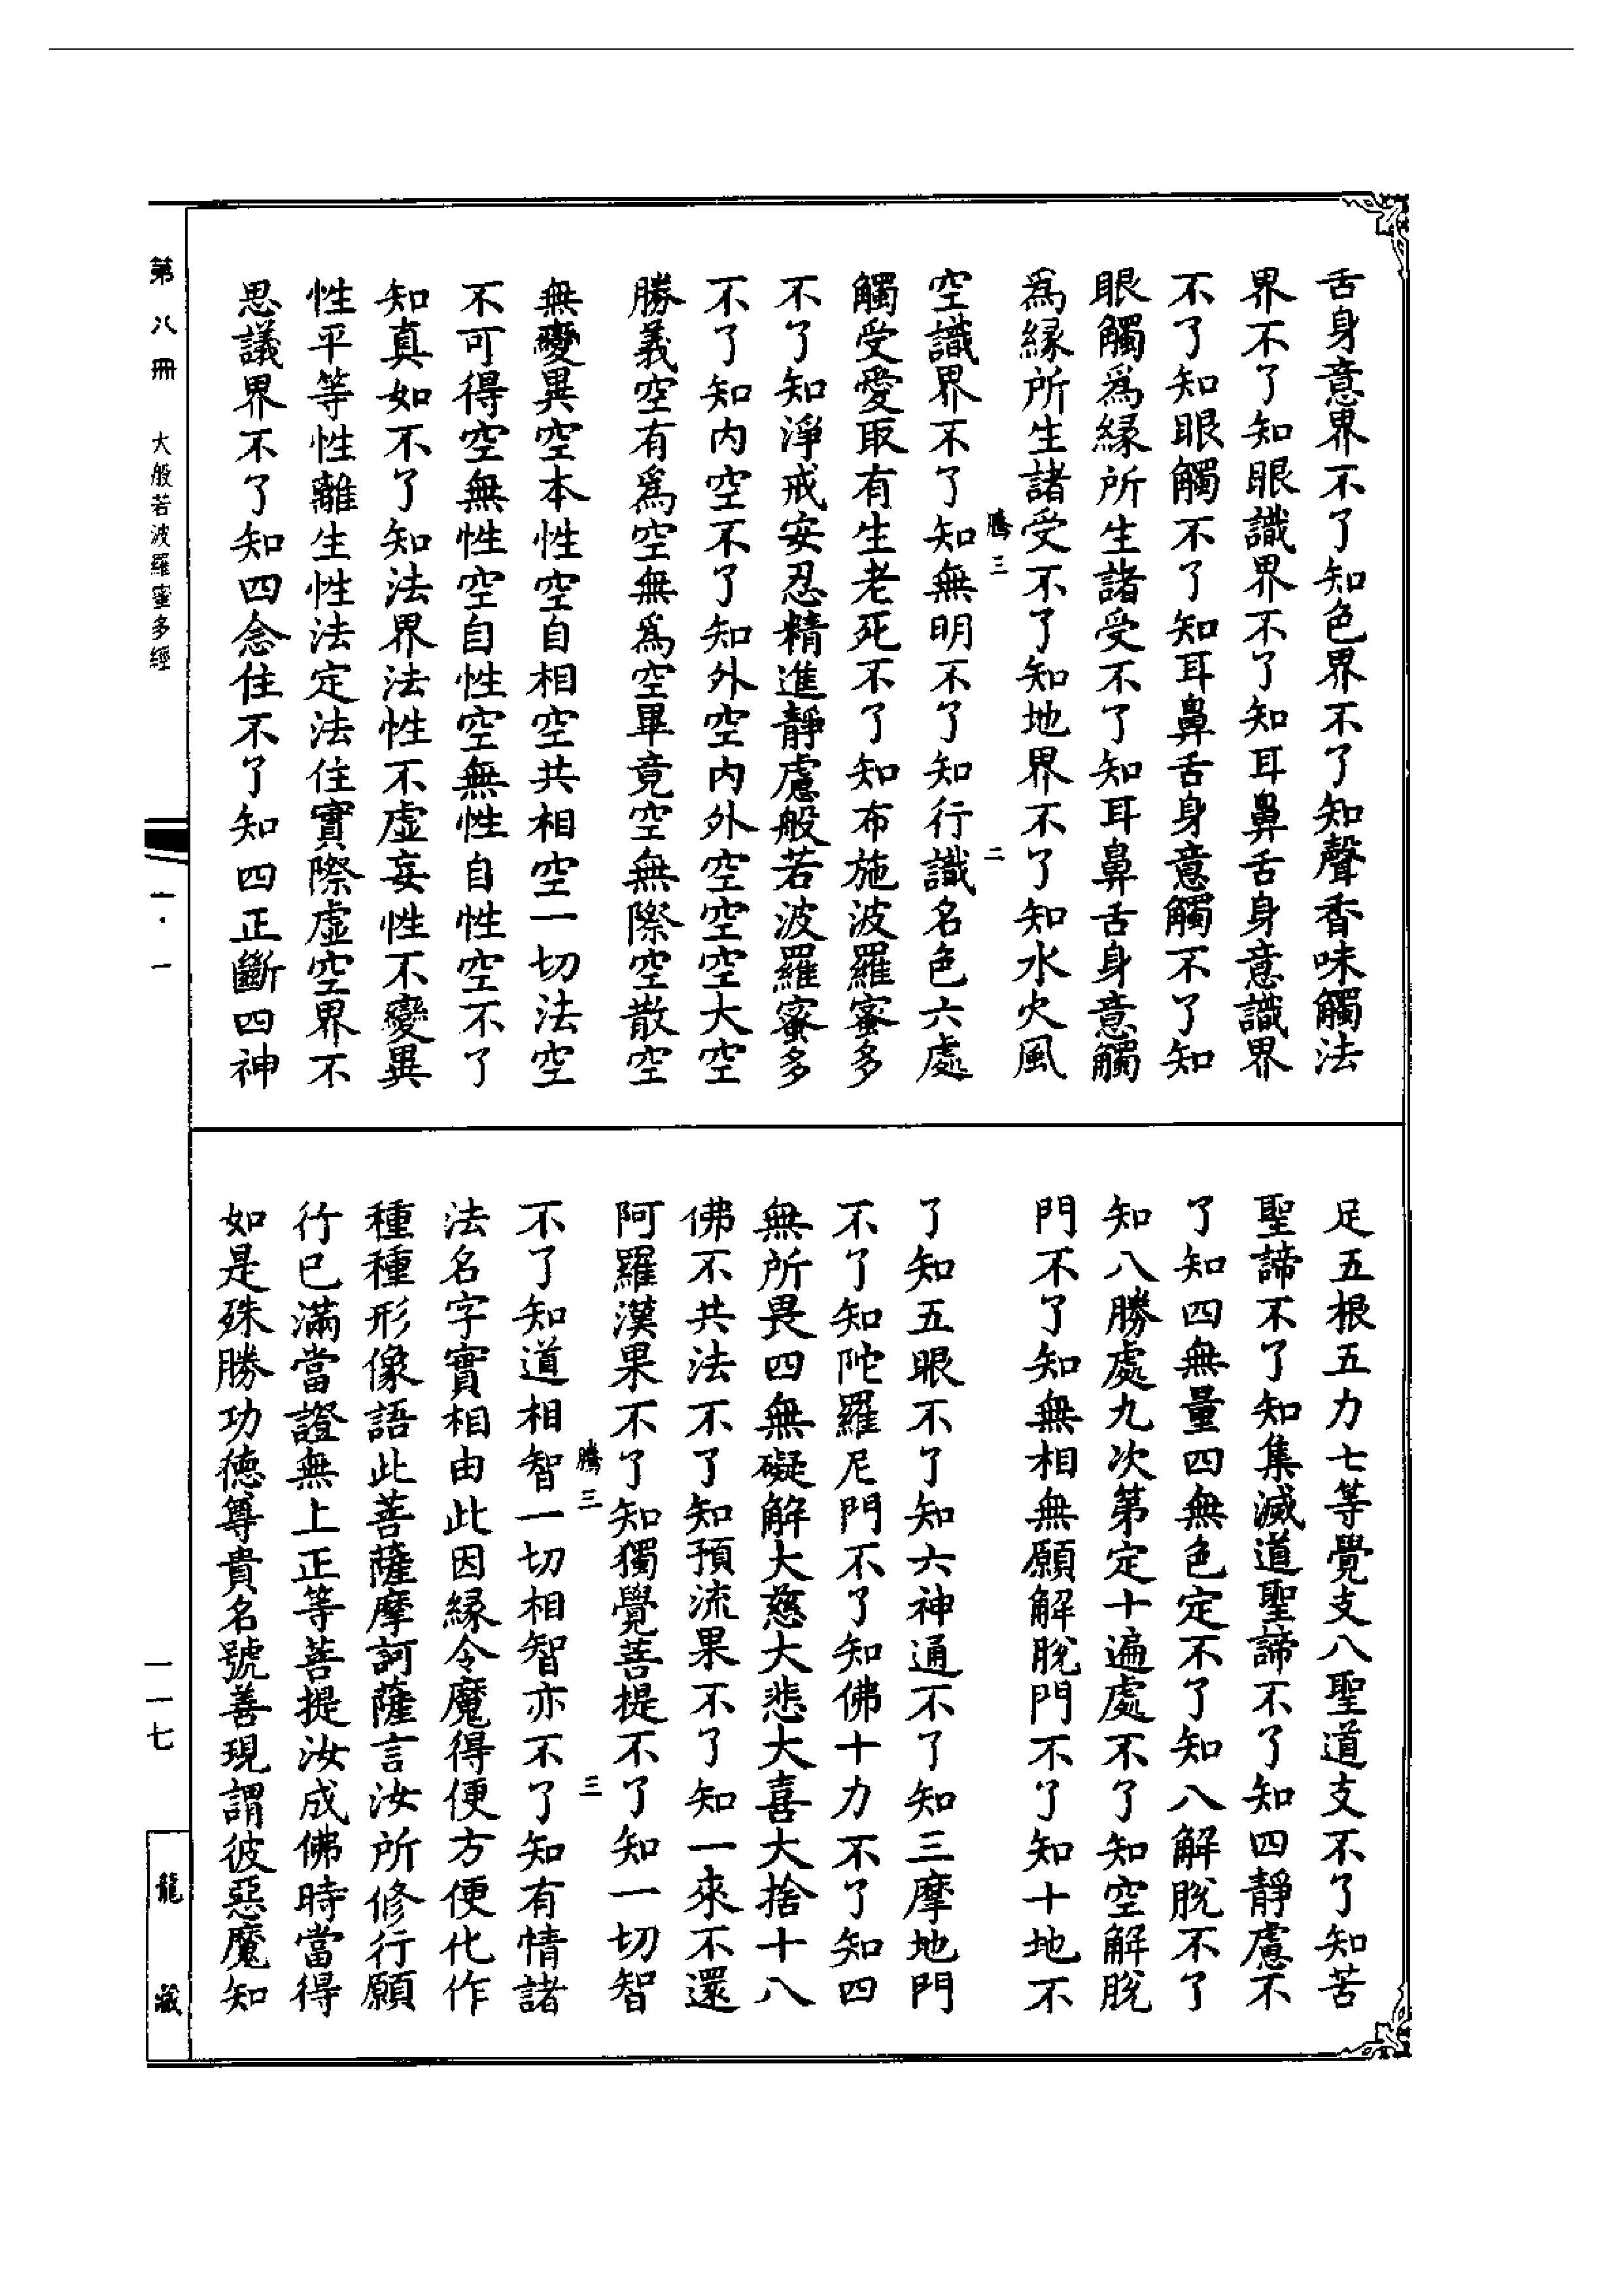 舌身意界不了知色界不了知聲香味觸法
界不了知眼識界不了知耳鼻舌身意識界
不了知眼觸不了知耳鼻舌身意觸不了知
眼觸爲緣所生諸受不了知耳鼻舌身意觸
爲緣所生諸受不了知地界不了知水火風
騰三
二
空識界不了知無明不了知行識名色六處
觸受愛取有生老死不了知布施波羅蜜多
不了知淨戒安忍精進靜慮般若波羅蜜多
不了知内空不了知外空内外空空空大空
勝義空有爲空無爲空畢竟空無際空散空
無變異空本性空自相空共相空一切法空
不可得空無性空自性空無性自性空不了
知真如不了知法界法性不虛妄性不變異
性平等性離生性法定法住實際虛空界不
思議界不了知四念住不了知四正斷四神
足五根五力七等覺支八聖道支不了知苦
聖諦不了知集滅道聖諦不了知四靜慮不
了知四無量四無色定不了知八解脫不了
知八勝處九次第定十遍處不了知空解脫
門不了知無相無願解脫門不了知十地不
了知五眼不了知六神通不了知三摩地門
不了知陀羅尼門不了知佛十力不了知四
無所畏四無礙解大慈大悲大喜大捨十八
佛不共法不了知預流果不了知一來不還
阿羅漢果不了知獨覺菩提不了知一切智
騰三
三
不了知道相智一切相智亦不了知有情諸
法名字實相由此因緣令魔得便方便化作
種種形像語此菩薩摩訶薩言汝所修行願
行已滿當證無上正等菩提汝成佛時當得
如是殊勝功德尊貴名號善現謂彼惡魔知
第八冊 大般若波羅蜜多經
一·一
一一七
龍藏